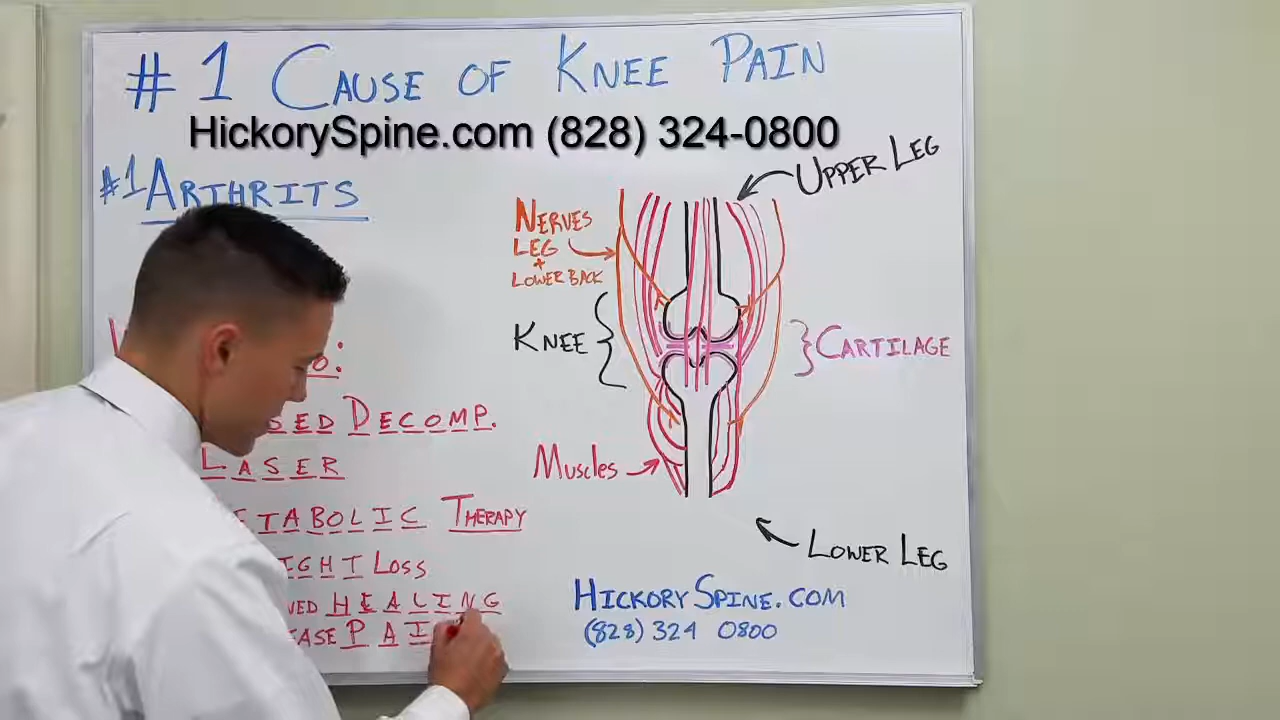 # 1 CAUSE OF KNEE PAIN
HickorySpine.com (828) 324-0800
#1 ARTHRITS
UPPER LEG
NERVES
LEG
+
LOWER BACK
KNEE
CARTILAGE
DECOMP.
LASER
THERAPY
LOSS
HEALING
Muscles
LOWER LEG
HICKORYSPINE.COM
(828) 324 0800